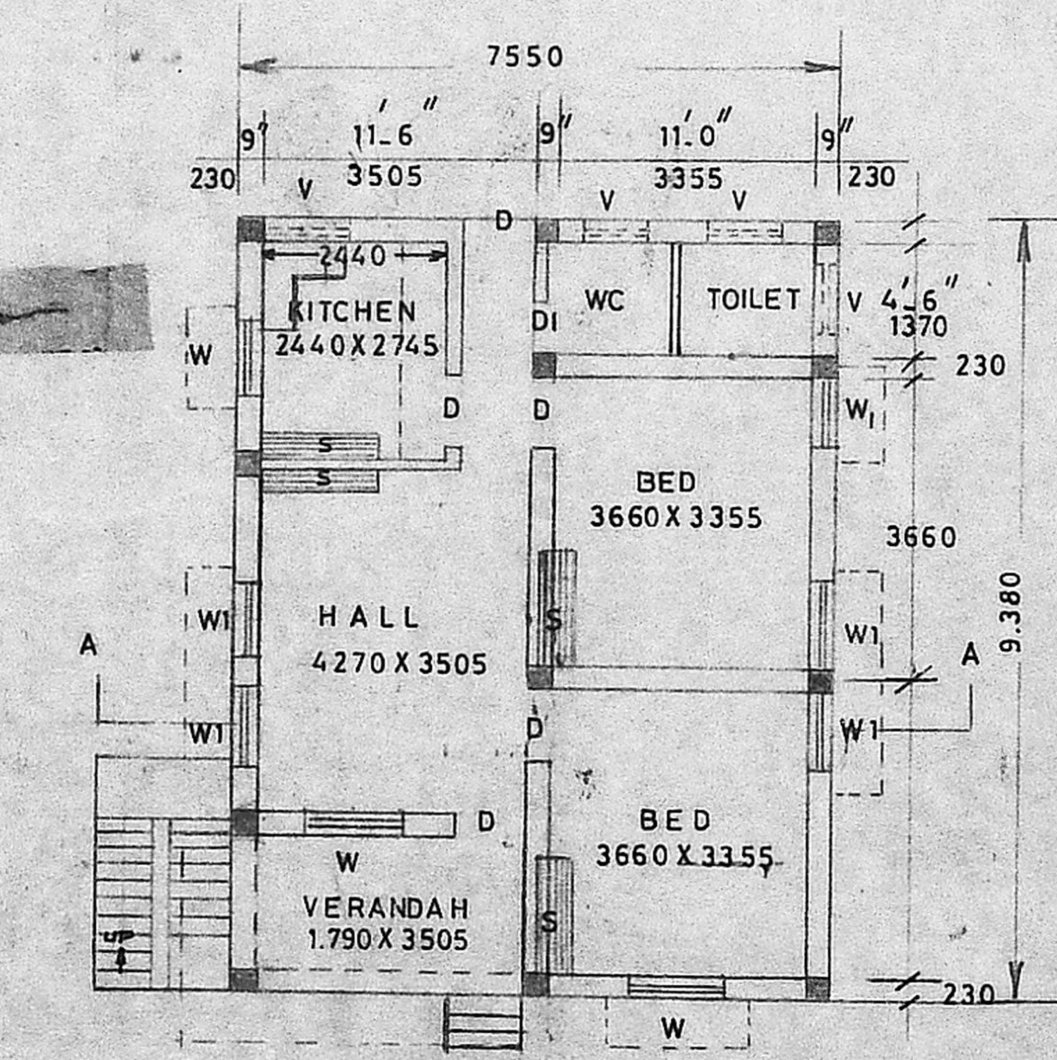 7550
9" 11'-6" 9" 11'-0" 9"
230 3505 3355 230
V D V V
2440
KITCHEN
2440 X 2745
WC TOILET V 4'-6"
1370
D1
230
W
D D W1
S
S
BED
3660 X 3355
3660
9.380
HALL
4270 X 3505
W1 S W1
A A
W1 D W1
D
W
BED
3660 X 3355
VERANDAH
1.790 X 3505
S
UP
230
W